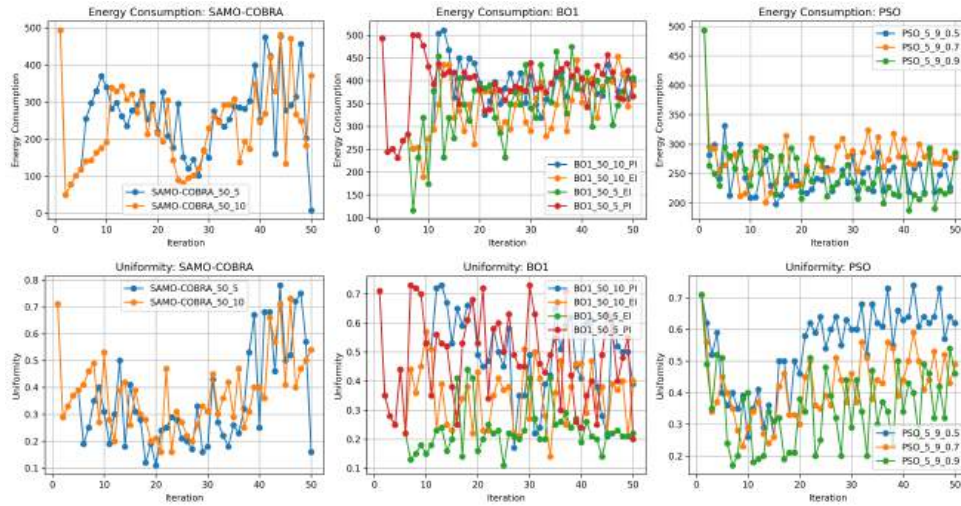 Energy Consumption: SAMO-COBRA
Energy Consumption
500
400
300
200
100
0
SAMO-COBRA_50_5
SAMO-COBRA_50_10
0
10
20
30
40
50
Iteration
Energy Consumption: BO1
Energy Consumption
500
450
400
350
300
250
200
150
100
BO1_50_10_PI
BO1_50_10_EI
BO1_50_5_EI
BO1_50_5_PI
0
10
20
30
40
50
Iteration
Energy Consumption: PSO
Energy Consumption
500
450
400
350
300
250
200
PSO_5_9_0.5
PSO_5_9_0.7
PSO_5_9_0.9
0
10
20
30
40
50
Iteration
Uniformity: SAMO-COBRA
Uniformity
0.8
0.7
0.6
0.5
0.4
0.3
0.2
0.1
SAMO-COBRA_50_5
SAMO-COBRA_50_10
0
10
20
30
40
50
Iteration
Uniformity: BO1
Uniformity
0.7
0.6
0.5
0.4
0.3
0.2
0.1
BO1_50_10_PI
BO1_50_10_EI
BO1_50_5_EI
BO1_50_5_PI
0
10
20
30
40
50
Iteration
Uniformity: PSO
Uniformity
0.7
0.6
0.5
0.4
0.3
0.2
PSO_5_9_0.5
PSO_5_9_0.7
PSO_5_9_0.9
0
10
20
30
40
50
Iteration